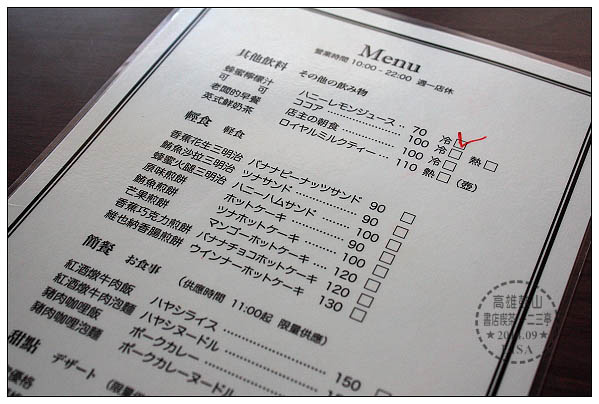 Menu
營業時間 10:00 - 22:00 週一店休
其他飲料 その他の飲み物
蜂蜜檸檬汁 ハニーレモンジュース 70 冷□
可可 ココア 100 冷□ 熱□
老闆的早餐 店主の朝食 100 冷□
英式鮮奶茶 ロイヤルミルクティー 110 熱□(壺)
輕食 軽食
香蕉花生三明治 バナナピーナッツサンド 90 □
鮪魚沙拉三明治 ツナサンド 90 □
蜂蜜火腿三明治 ハニーハムサンド 100 □
原味煎餅 ホットケーキ 90 □
鮪魚煎餅 ツナホットケーキ 100 □
芒果煎餅 マンゴーホットケーキ 120 □
香蕉巧克力煎餅 バナナチョコホットケーキ 120 □
維也納香腸煎餅 ウインナーホットケーキ 130 □
簡餐 お食事 (供應時間 11:00起 限量供應)
紅酒燉牛肉飯 ハヤシライス 150 □
紅酒燉牛肉泡麵 ハヤシヌードル
豬肉咖哩飯 ポークカレー
豬肉咖哩泡麵 ポークカレーヌードル
甜點 デザート (限量
價格
高雄
書店喫茶 一二三亭
LISA